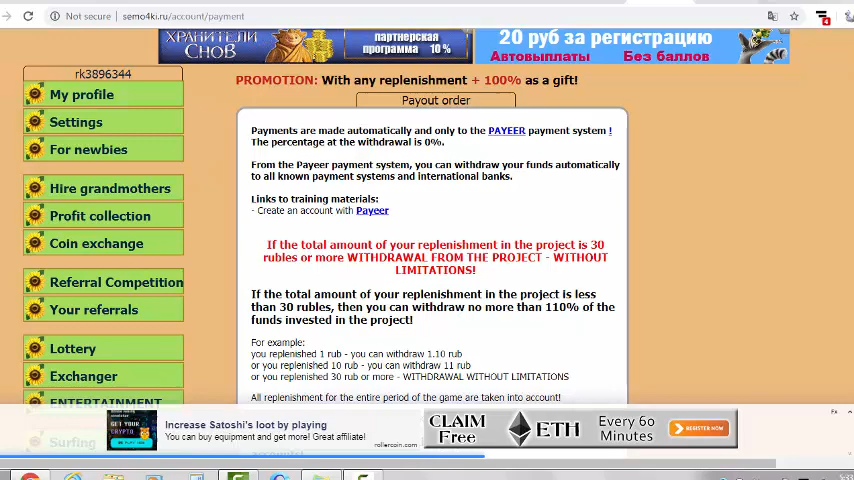 Not secure | semo4ki.ru/account/payment
4
ХРАНИТЕЛИ
СНОВ
партнерская
программа 10 %
20 руб за регистрацию
Автовыплаты Без баллов
rk3896344
My profile
Settings
For newbies
Hire grandmothers
Profit collection
Coin exchange
Referral Competition
Your referrals
Lottery
Exchanger
ENTERTAINMENT
Surfing
PROMOTION: With any replenishment + 100% as a gift!
Payout order
Payments are made automatically and only to the PAYEER payment system !
The percentage at the withdrawal is 0%.
From the Payeer payment system, you can withdraw your funds automatically
to all known payment systems and international banks.
Links to training materials:
- Create an account with Payeer
If the total amount of your replenishment in the project is 30
rubles or more WITHDRAWAL FROM THE PROJECT - WITHOUT
LIMITATIONS!
If the total amount of your replenishment in the project is less
than 30 rubles, then you can withdraw no more than 110% of the
funds invested in the project!
For example:
you replenished 1 rub - you can withdraw 1.10 rub
or you replenished 10 rub - you can withdraw 11 rub
or you replenished 30 rub or more - WITHDRAWAL WITHOUT LIMITATIONS
All replenishment for the entire period of the game are taken into account!
GET YOUR
CRYPTO
Increase Satoshi's loot by playing
You can buy equipment and get more! Great affiliate!
rollercoin.com
CLAIM
Free
ETH
Every 60
Minutes
REGISTER NOW